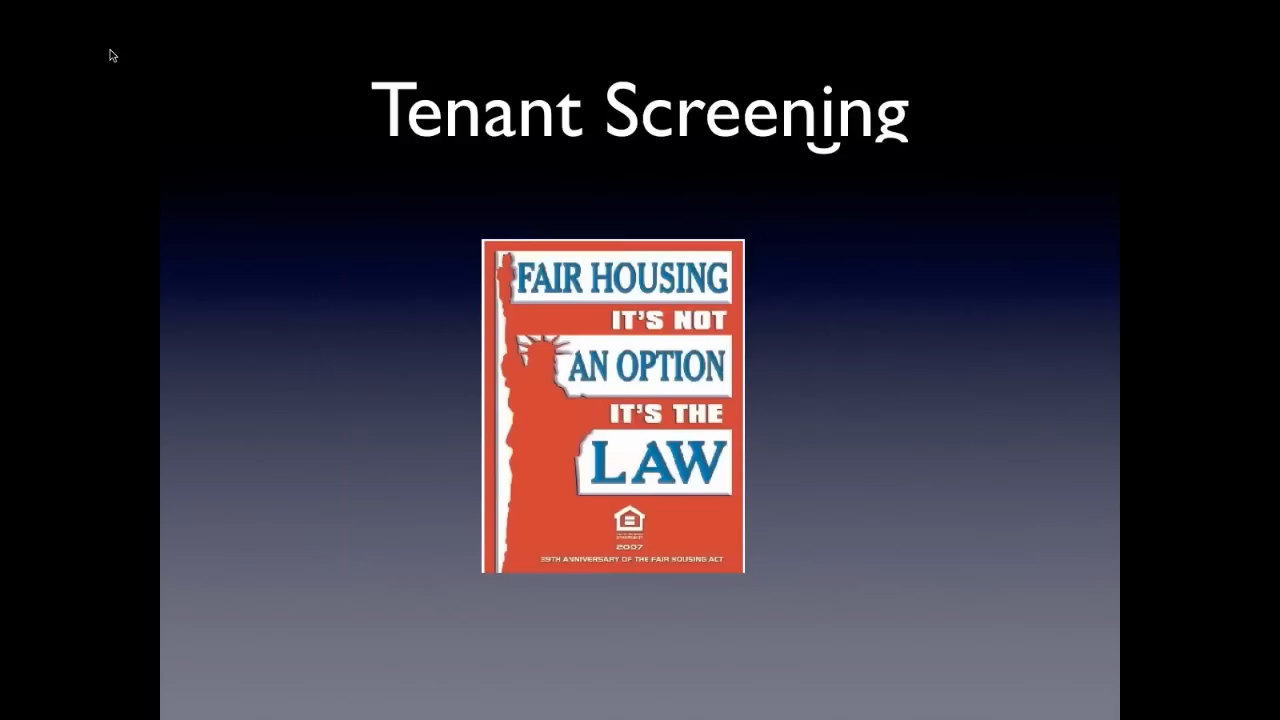 Tenant Screening
FAIR HOUSING
IT'S NOT
AN OPTION
IT'S THE
LAW
2007
39TH ANNIVERSARY OF THE FAIR HOUSING ACT